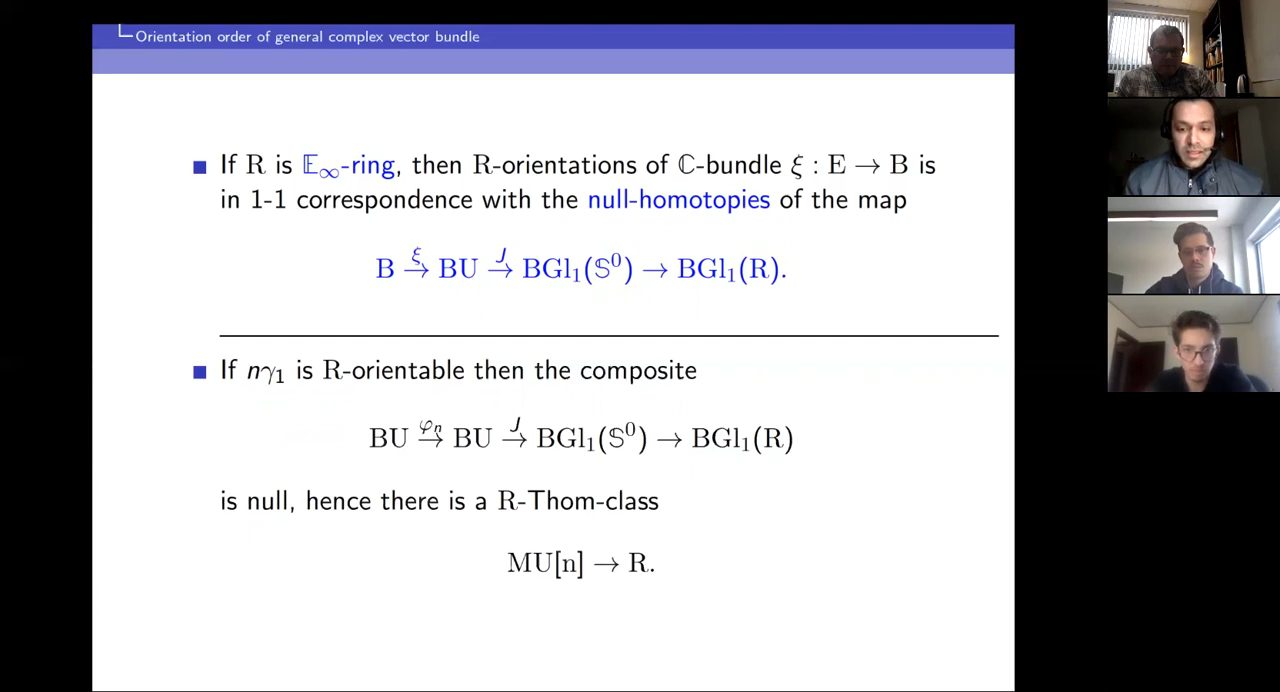 Orientation order of general complex vector bundle
If R is 𝔼∞-ring, then R-orientations of ℂ-bundle ξ : E → B is
in 1-1 correspondence with the null-homotopies of the map
B →^ξ BU →^J BGl₁(𝕊⁰) → BGl₁(R).
If nγ₁ is R-orientable then the composite
BU →^φₙ BU →^J BGl₁(𝕊⁰) → BGl₁(R)
is null, hence there is a R-Thom-class
MU[n] → R.